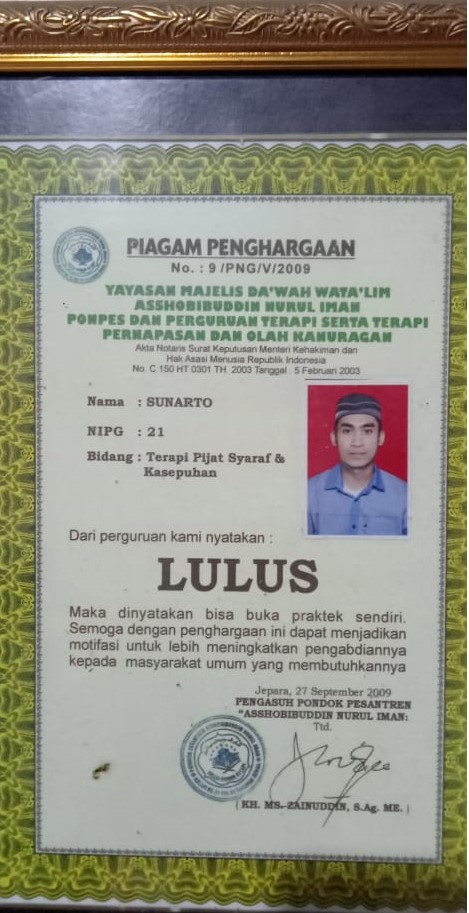 PIAGAM PENGHARGAAN
No. : 9 /PNG/V/2009
YAYASAN MAJELIS DA'WAH WATA'LIM
ASSHOBIBUDDIN NURUL IMAN
PONPES DAN PERGURUAN TERAPI SERTA TERAPI
PERNAPASAN DAN OLAH KANURAGAN
Akta Notaris Surat Keputusan Menteri Kehakiman dan
Hak Asasi Menusia Republik Indonesia
No. C 150 HT 0301 TH. 2003 Tanggal : 5 Februari 2003
Nama : SUNARTO
NIPG : 21
Bidang : Terapi Pijat Syaraf &
Kasepuhan
Dari perguruan kami nyatakan :
LULUS
Maka dinyatakan bisa buka praktek sendiri.
Semoga dengan penghargaan ini dapat menjadikan
motifasi untuk lebih meningkatkan pengabdiannya
kepada masyarakat umum yang membutuhkannya
Jepara, 27 September 2009
PENGASUH PONDOK PESANTREN
"ASSHOBIBUDDIN NURUL IMAN:
Ttd.
( KH. MS. ZAINUDDIN, S.Ag. ME. )